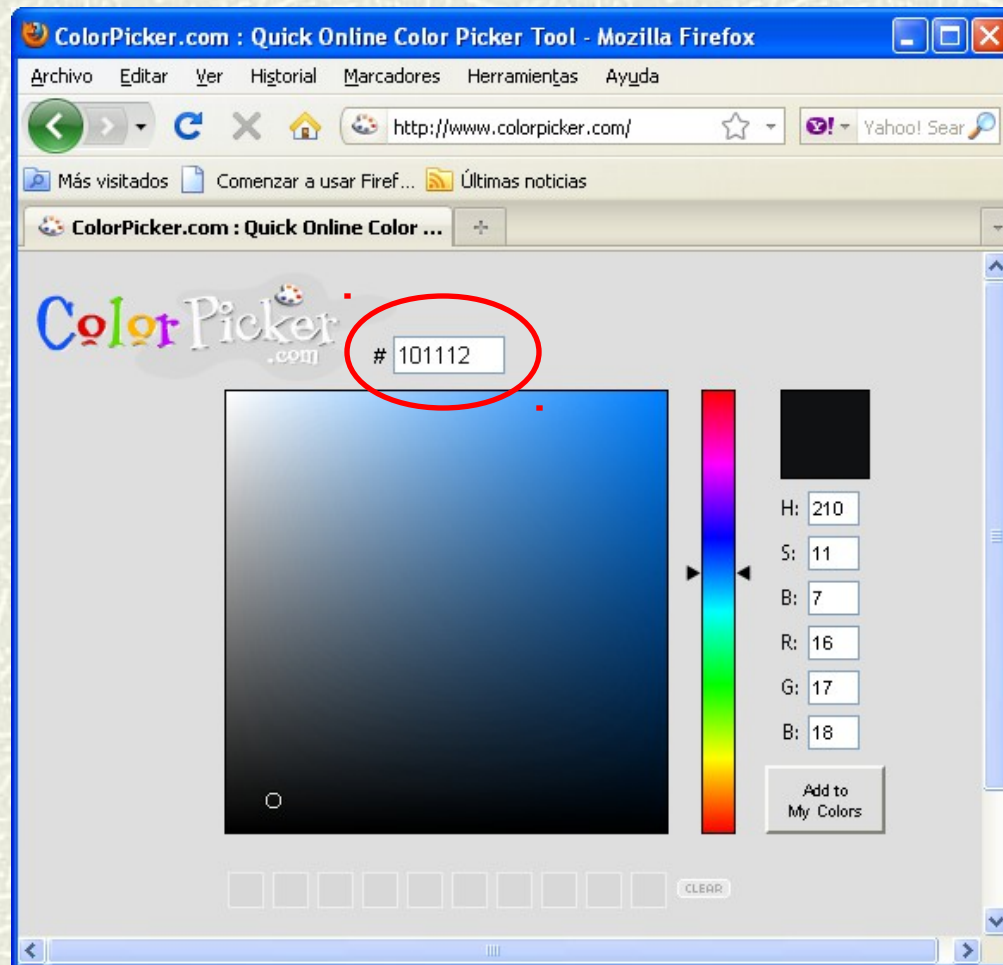 ColorPicker.com : Quick Online Color Picker Tool - Mozilla Firefox
Archivo Editar Ver Historial Marcadores Herramientas Ayuda
http://www.colorpicker.com/ Yahoo! Sear
Más visitados Comenzar a usar Firef... Últimas noticias
ColorPicker.com : Quick Online Color ...
ColorPicker
.com
# 101112
H: 210
S: 11
B: 7
R: 16
G: 17
B: 18
Add to
My Colors
CLEAR